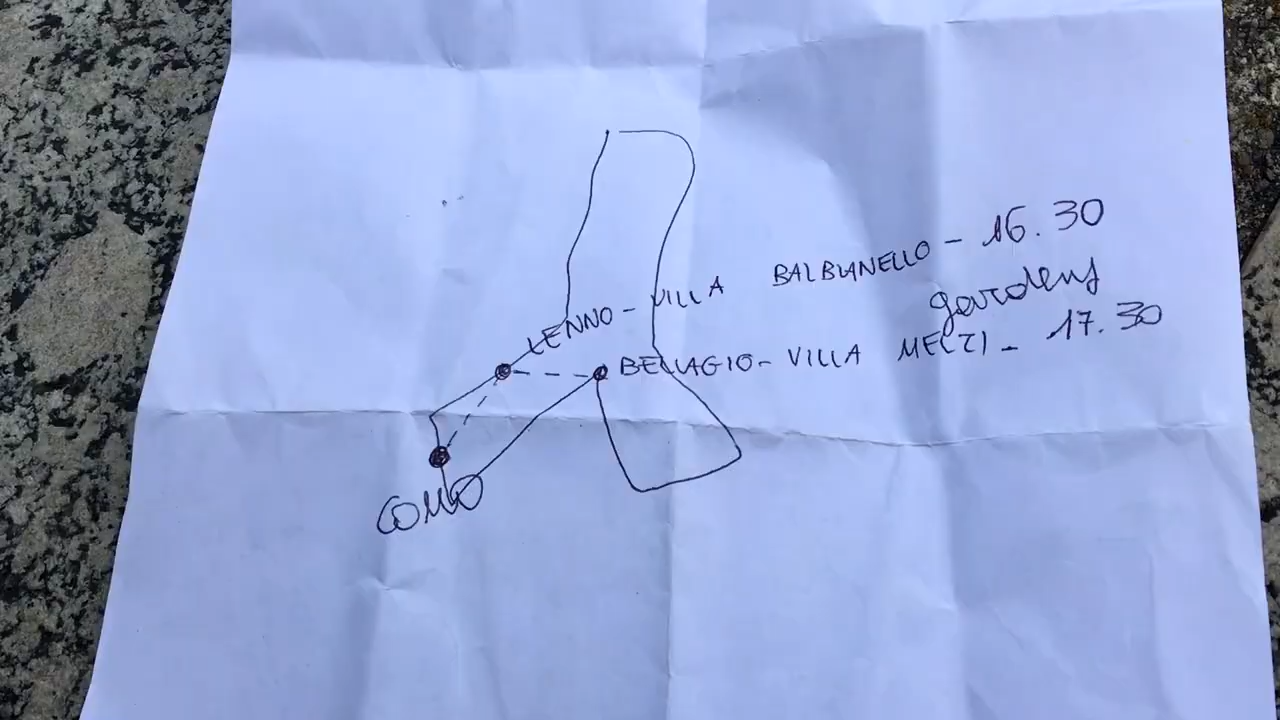 LENNO - VILLA BALBIANELLO - 16.30
gardens
BELLAGIO - VILLA MELZI - 17.30
COMO